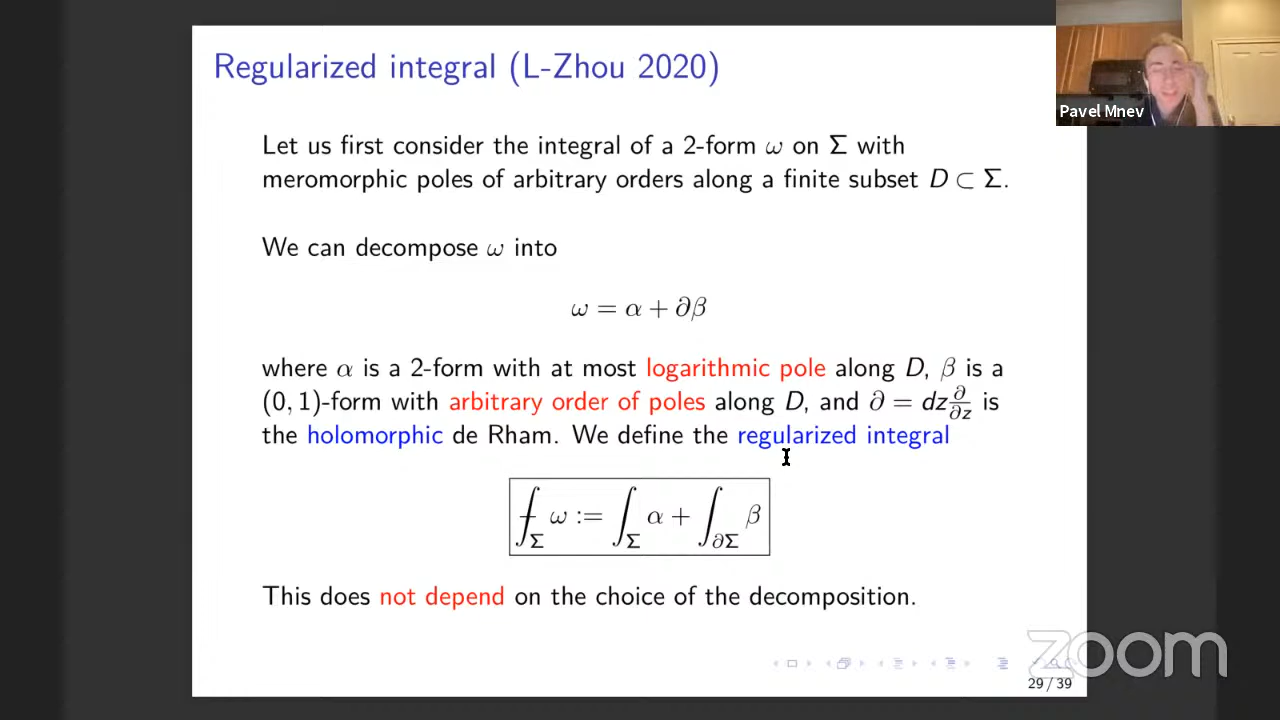 Regularized integral (L-Zhou 2020)
Pavel Mnev
Let us first consider the integral of a 2-form ω on Σ with
meromorphic poles of arbitrary orders along a finite subset D ⊂ Σ.
We can decompose ω into
ω = α + ∂β
where α is a 2-form with at most logarithmic pole along D, β is a
(0, 1)-form with arbitrary order of poles along D, and ∂ = dz ∂/∂z is
the holomorphic de Rham. We define the regularized integral
⨍_Σ ω := ∫_Σ α + ∫_∂Σ β
This does not depend on the choice of the decomposition.
zoom
29 / 39